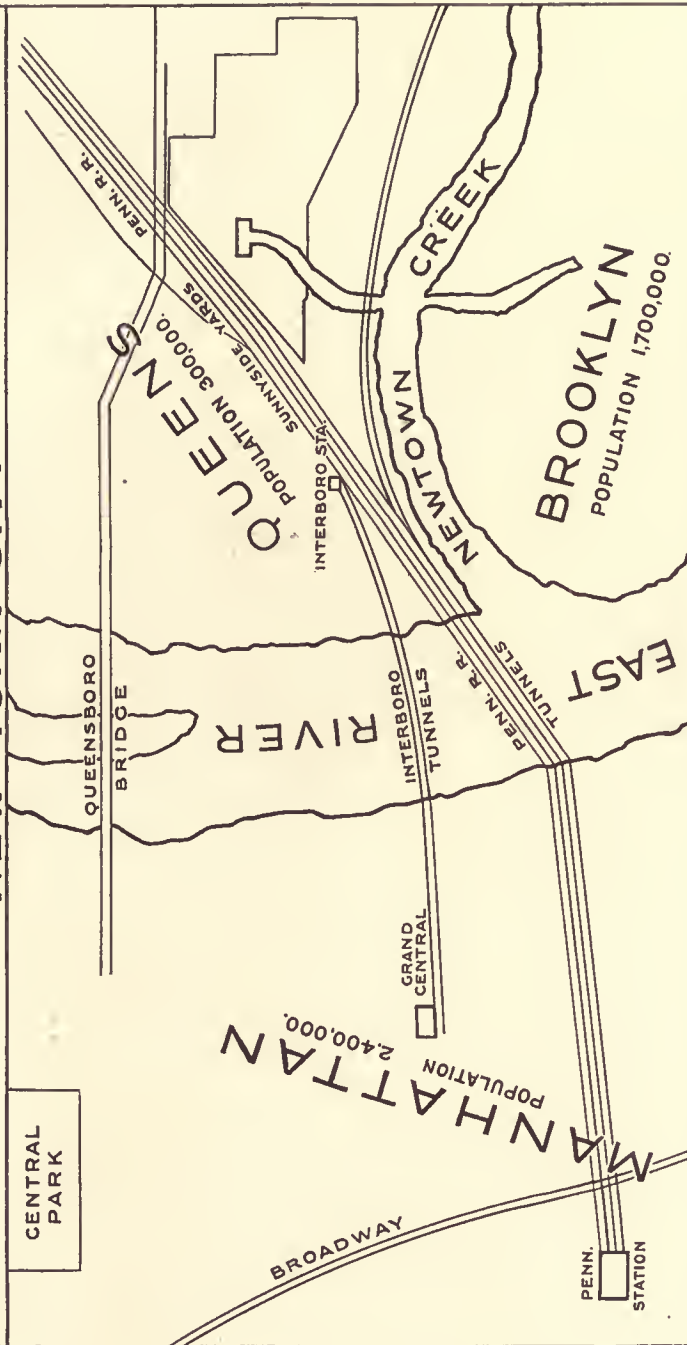 CENTRAL
PARK
QUEENSBORO
BRIDGE
PENN. R.R.
SUNNYSIDE YARDS
QUEENS
POPULATION 300,000.
INTERBORO STA.
EAST
RIVER
INTERBORO
TUNNELS
PENN. R.R.
TUNNELS
NEWTOWN
CREEK
BROOKLYN
POPULATION 1,700,000.
GRAND
CENTRAL
MANHATTAN
POPULATION 2,400,000.
BROADWAY
PENN.
STATION